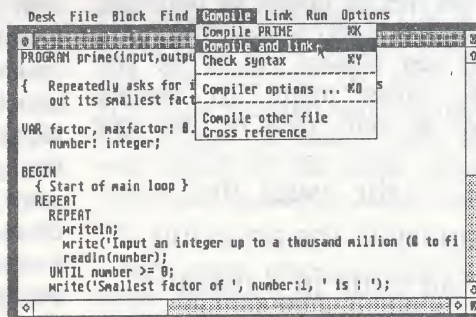 Desk File Block Find Compile Link Run Options
Compile PRIME ⌘K
Compile and link
Check syntax ⌘Y
Compiler options ... ⌘O
Compile other file
Cross reference
PROGRAM prime(input,outpu
{ Repeatedly asks for i s
out its smallest fact
VAR factor, maxfactor: 0.
number: integer;
BEGIN
{ Start of main loop }
REPEAT
REPEAT
writeln;
write('Input an integer up to a thousand million (0 to fi
readln(number);
UNTIL number >= 0;
write('Smallest factor of ', number:1, ' is : ');